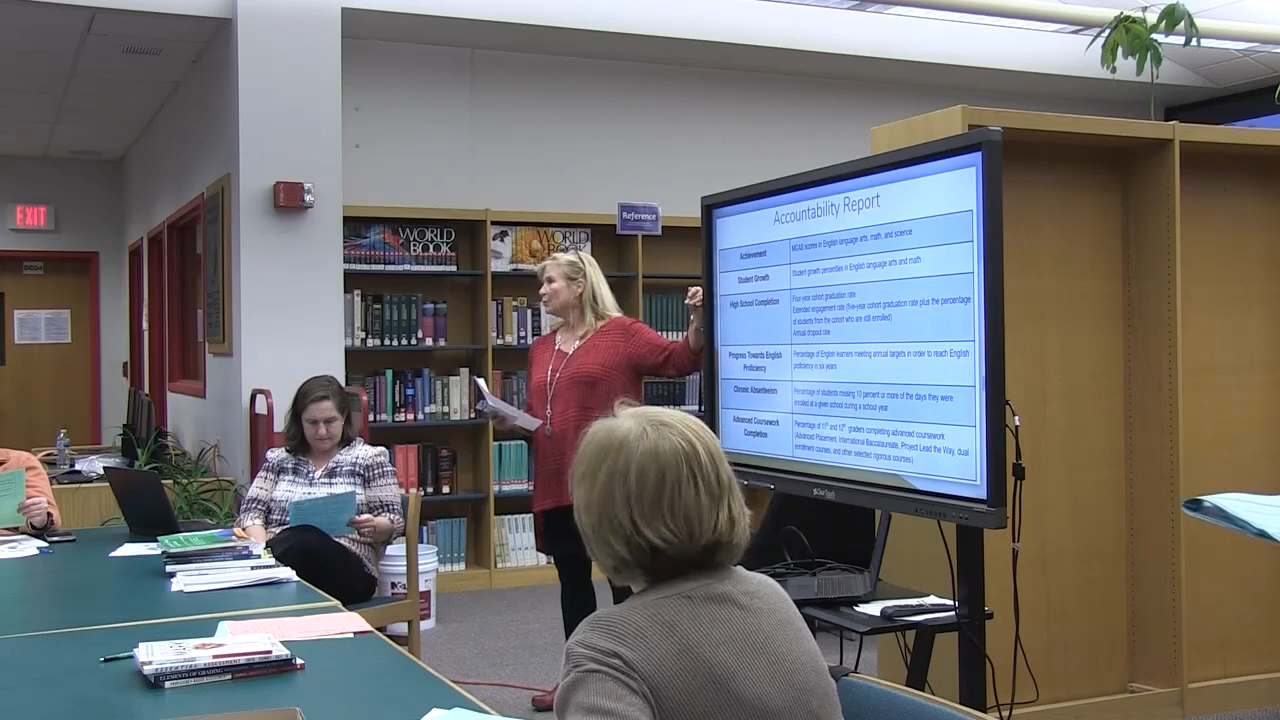 EXIT
DC04
WORLD
BOOK
WORLD
BOOK
Reference
Accountability Report
Achievement
MCAS scores in English language arts, math, and science
Student Growth
Student growth percentiles in English language arts and math
High School Completion
Four-year cohort graduation rate
Extended engagement rate (five-year cohort graduation rate plus the percentage
of students from the cohort who are still enrolled)
Annual dropout rate
Progress Towards English
Proficiency
Percentage of English learners meeting annual targets in order to reach English
proficiency in six years
Chronic Absenteeism
Percentage of students missing 10 percent or more of the days they were
enrolled at a given school during a school year
Advanced Coursework
Completion
Percentage of 11th and 12th graders completing advanced coursework
(Advanced Placement, International Baccalaureate, Project Lead the Way, dual
enrollment courses, and other selected rigorous courses)
ClearTouch
ELEMENTS OF GRADING